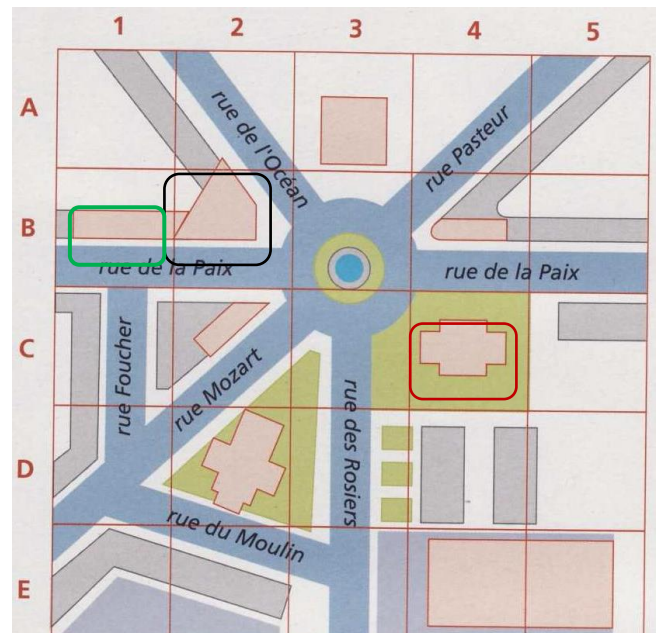 1 2 3 4 5
A
rue de l'Océan
rue Pasteur
B
rue de la Paix
rue de la Paix
C
rue Foucher
rue Mozart
rue des Rosiers
D
rue du Moulin
E